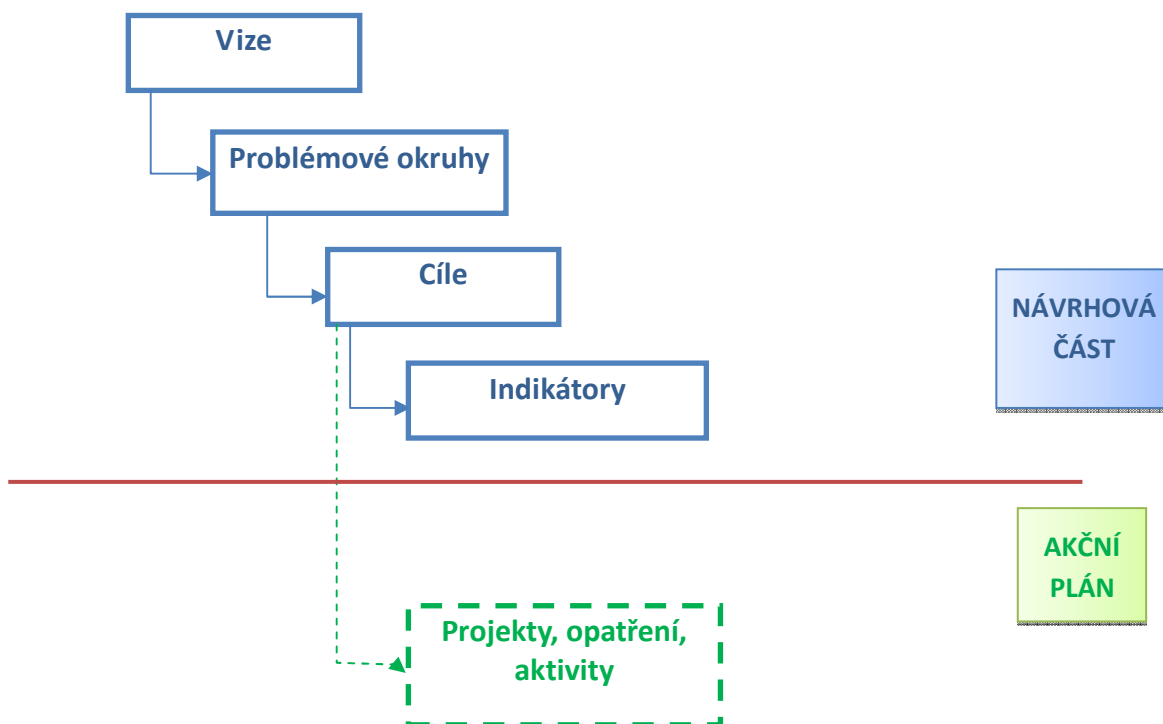 Vize
Problémové okruhy
Cíle
NÁVRHOVÁ
ČÁST
Indikátory
AKČNÍ
PLÁN
Projekty, opatření,
aktivity